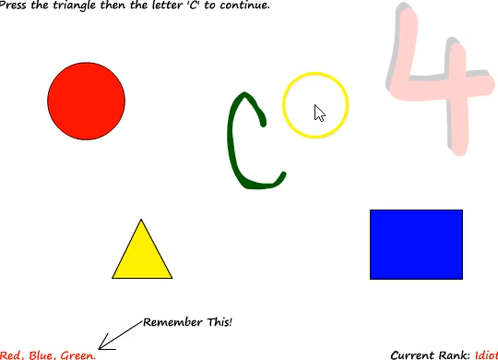 Press the triangle then the letter 'C' to continue.
4
C
Remember This!
Red, Blue, Green.
Current Rank: Idiot